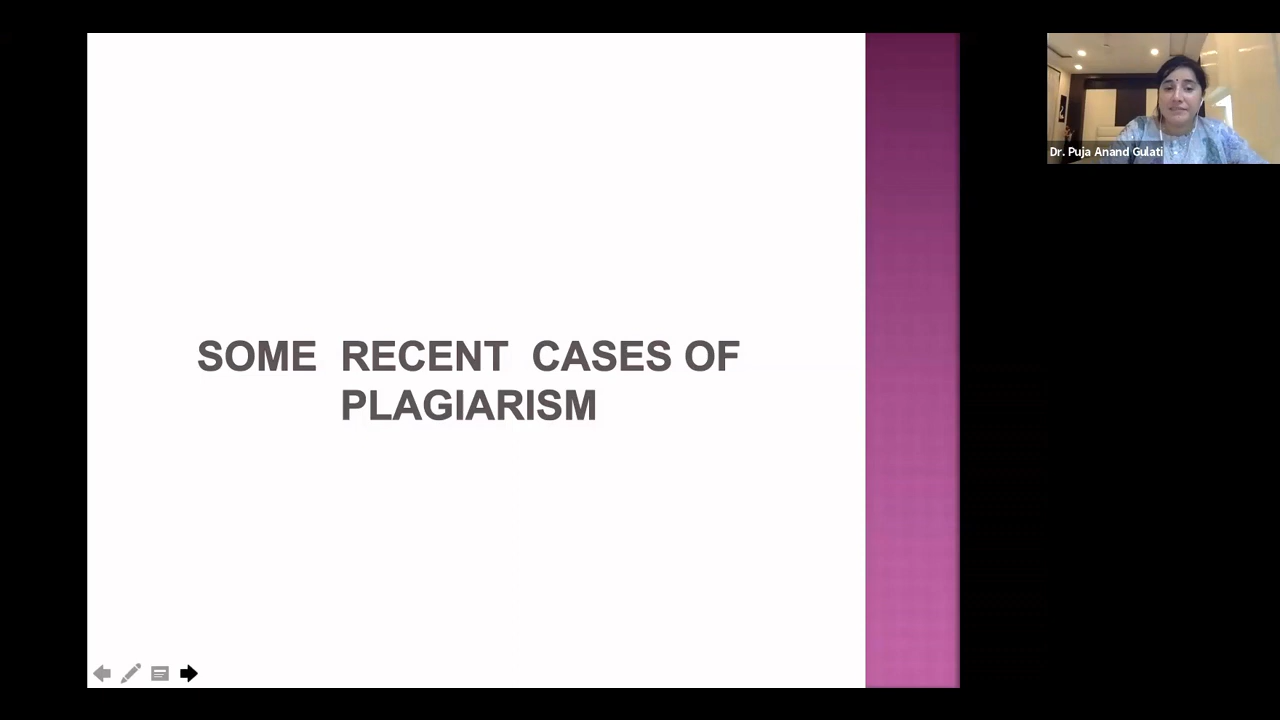 SOME RECENT CASES OF
PLAGIARISM
Dr. Puja Anand Gulati